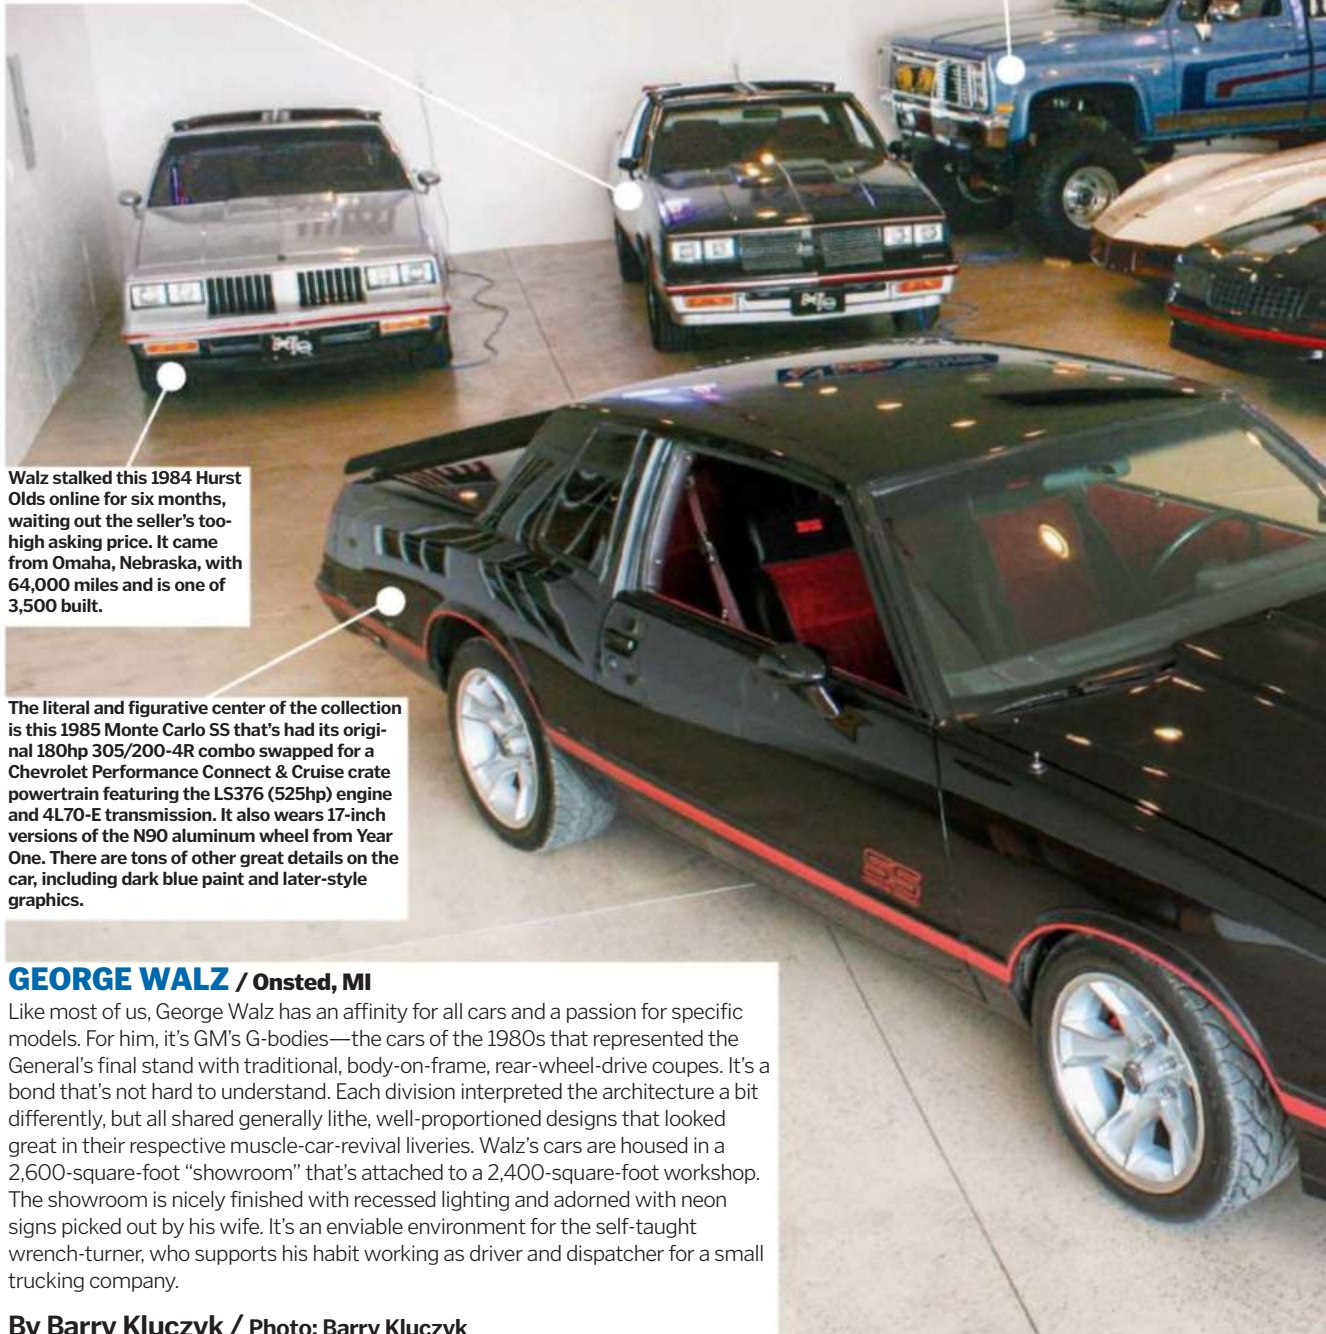 Walz stalked this 1984 Hurst
Olds online for six months,
waiting out the seller's too-
high asking price. It came
from Omaha, Nebraska, with
64,000 miles and is one of
3,500 built.
The literal and figurative center of the collection
is this 1985 Monte Carlo SS that's had its origi-
nal 180hp 305/200-4R combo swapped for a
Chevrolet Performance Connect & Cruise crate
powertrain featuring the LS376 (525hp) engine
and 4L70-E transmission. It also wears 17-inch
versions of the N90 aluminum wheel from Year
One. There are tons of other great details on the
car, including dark blue paint and later-style
graphics.
SS
GEORGE WALZ / Onsted, MI
Like most of us, George Walz has an affinity for all cars and a passion for specific
models. For him, it's GM's G-bodies—the cars of the 1980s that represented the
General's final stand with traditional, body-on-frame, rear-wheel-drive coupes. It's a
bond that's not hard to understand. Each division interpreted the architecture a bit
differently, but all shared generally lithe, well-proportioned designs that looked
great in their respective muscle-car-revival liveries. Walz's cars are housed in a
2,600-square-foot “showroom” that's attached to a 2,400-square-foot workshop.
The showroom is nicely finished with recessed lighting and adorned with neon
signs picked out by his wife. It's an enviable environment for the self-taught
wrench-turner, who supports his habit working as driver and dispatcher for a small
trucking company.
By Barry Kluczyk / Photo: Barry Kluczyk